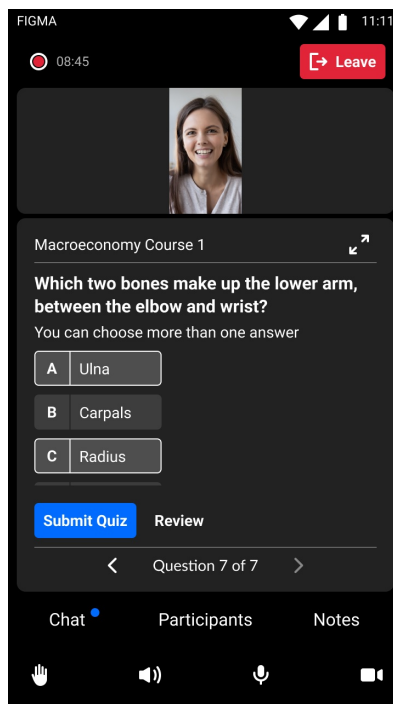 FIGMA 11:11
08:45 Leave
Macroeconomy Course 1
Which two bones make up the lower arm,
between the elbow and wrist?
You can choose more than one answer
A Ulna
B Carpals
C Radius
Submit Quiz Review
Question 7 of 7
Chat Participants Notes